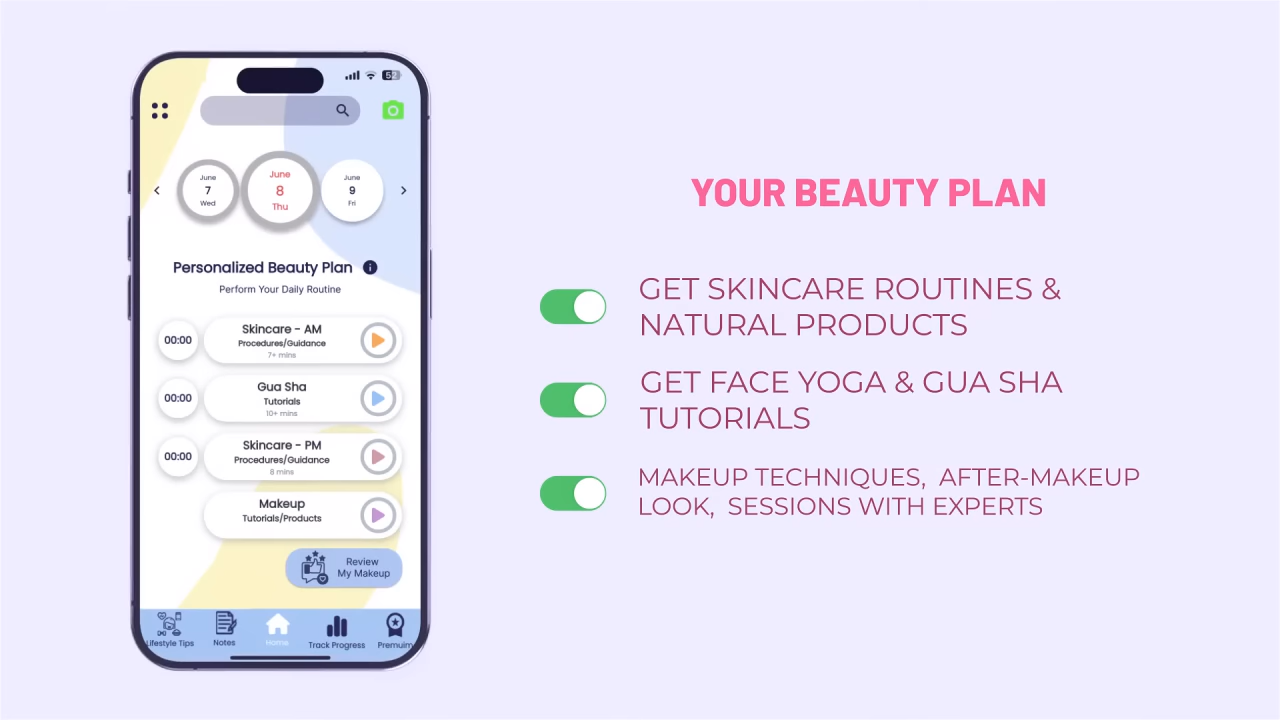 52
June
7
Wed
June
8
Thu
June
9
Fri
Personalized Beauty Plan
Perform Your Daily Routine
00:00
Skincare - AM
Procedures/Guidance
7+ mins
00:00
Gua Sha
Tutorials
10+ mins
00:00
Skincare - PM
Procedures/Guidance
8 mins
Makeup
Tutorials/Products
Review
My Makeup
Lifestyle Tips
Notes
Home
Track Progress
Premuim
YOUR BEAUTY PLAN
GET SKINCARE ROUTINES &
NATURAL PRODUCTS
GET FACE YOGA & GUA SHA
TUTORIALS
MAKEUP TECHNIQUES,  AFTER-MAKEUP
LOOK,  SESSIONS WITH EXPERTS